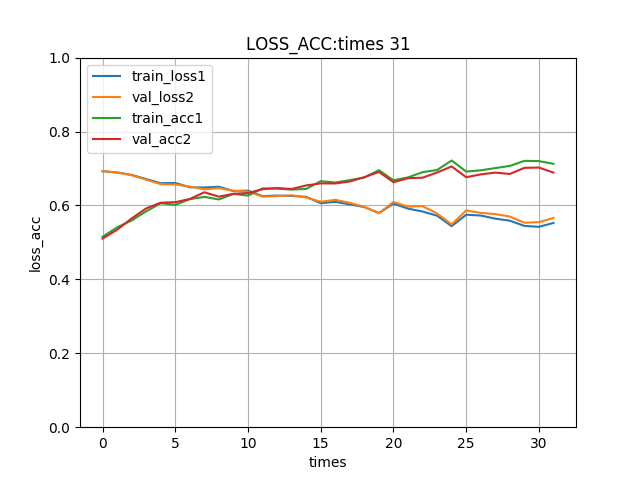 LOSS_ACC:times 31
1.0
0.8
0.6
0.4
0.2
0.0
loss_acc
train_loss1
val_loss2
train_acc1
val_acc2
0 5 10 15 20 25 30
times